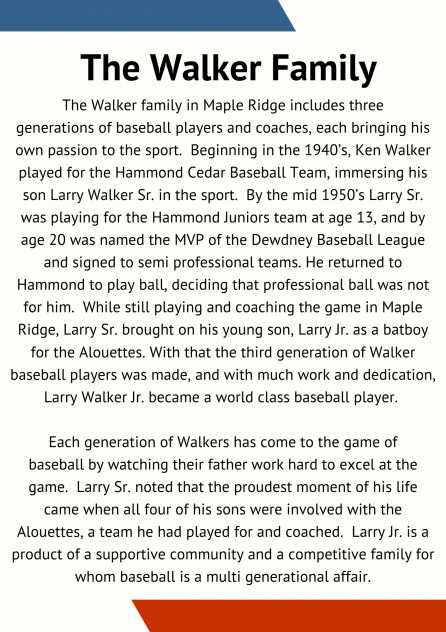 The Walker Family
The Walker family in Maple Ridge includes three
generations of baseball players and coaches, each bringing his
own passion to the sport.  Beginning in the 1940's, Ken Walker
played for the Hammond Cedar Baseball Team, immersing his
son Larry Walker Sr. in the sport.  By the mid 1950's Larry Sr.
was playing for the Hammond Juniors team at age 13, and by
age 20 was named the MVP of the Dewdney Baseball League
and signed to semi professional teams. He returned to
Hammond to play ball, deciding that professional ball was not
for him.  While still playing and coaching the game in Maple
Ridge, Larry Sr. brought on his young son, Larry Jr. as a batboy
for the Alouettes. With that the third generation of Walker
baseball players was made, and with much work and dedication,
Larry Walker Jr. became a world class baseball player.
Each generation of Walkers has come to the game of
baseball by watching their father work hard to excel at the
game.  Larry Sr. noted that the proudest moment of his life
came when all four of his sons were involved with the
Alouettes, a team he had played for and coached.  Larry Jr. is a
product of a supportive community and a competitive family for
whom baseball is a multi generational affair.